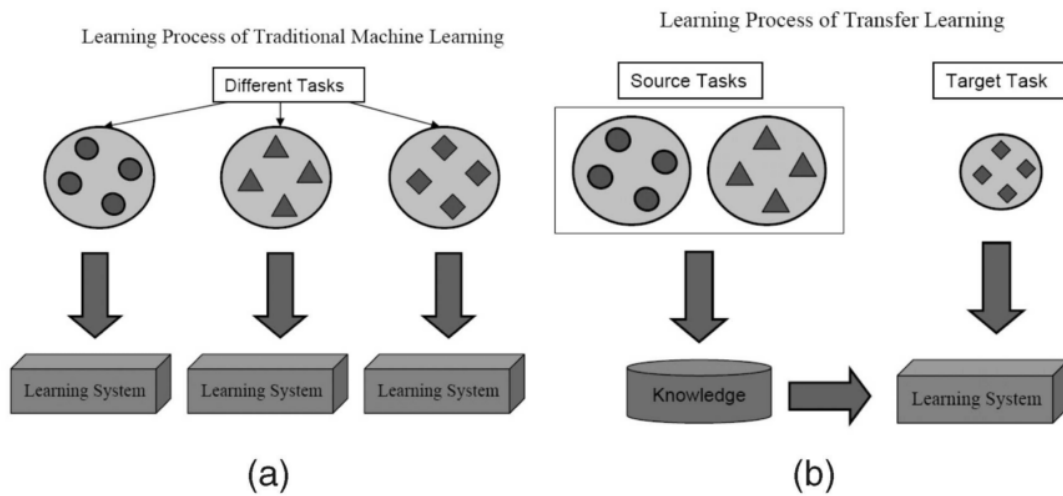 Learning Process of Traditional Machine Learning
Different Tasks
Learning System
Learning System
Learning System
(a)
Learning Process of Transfer Learning
Source Tasks
Target Task
Knowledge
Learning System
(b)